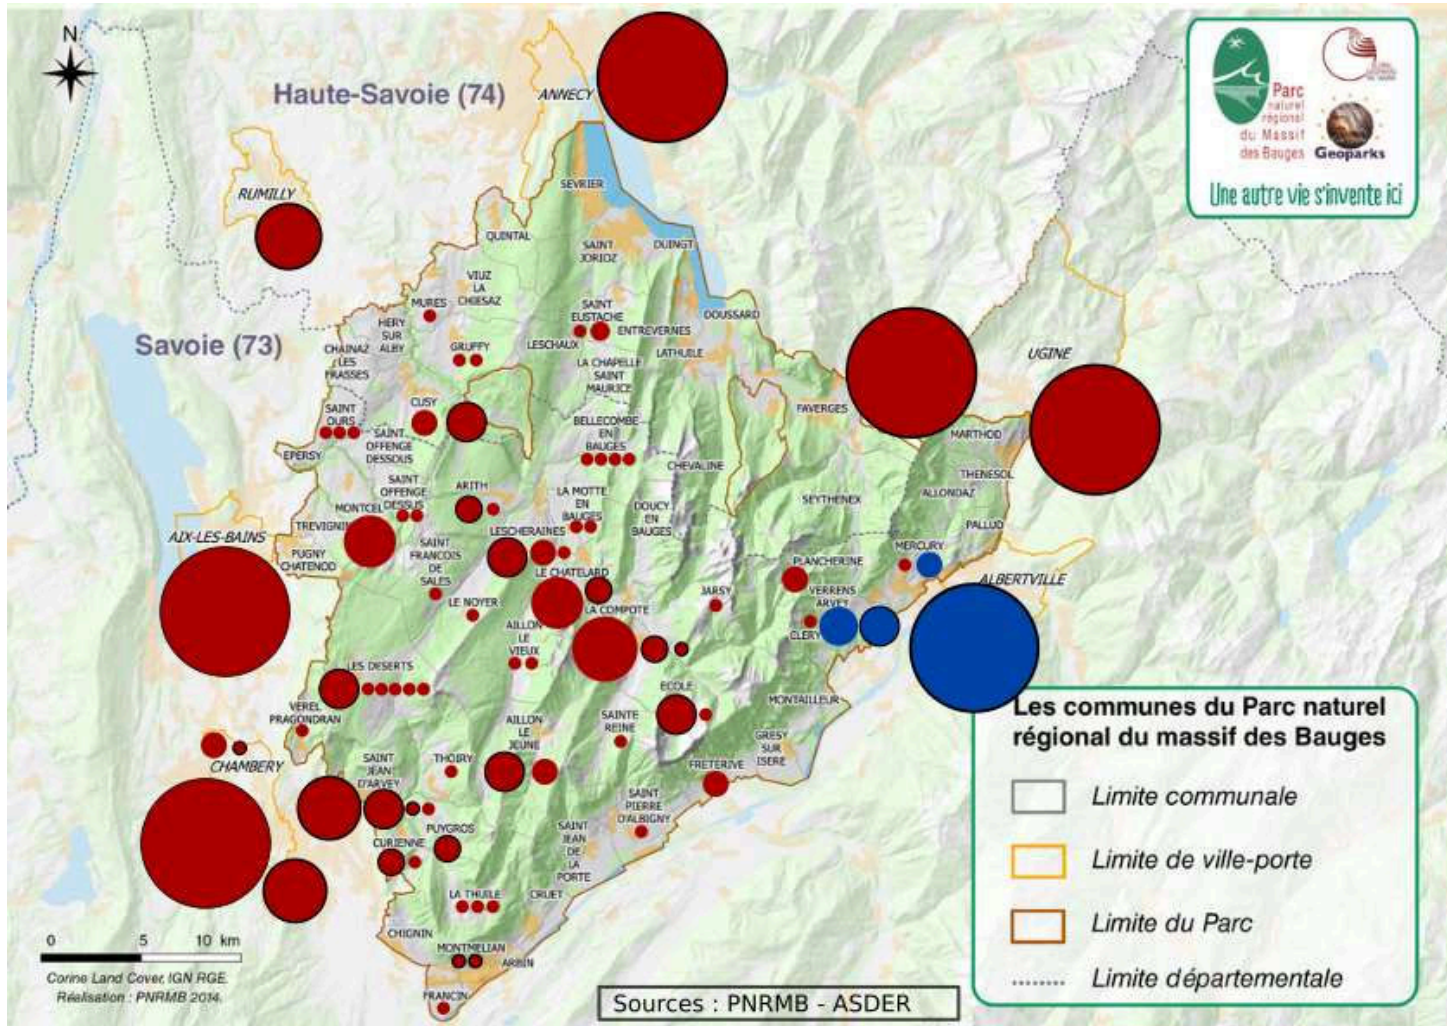 N
Haute-Savoie (74)
ANNECY
Parc
naturel
régional
du Massif
des Bauges
Geoparks
Une autre vie s'invente ici
RUMILLY
SEVRIER
QUINTAL
SAINT
JORIOZ
DUINGT
VIUZ
LA
CHIESAZ
MURES
HERY
SUR
ALBY
SAINT
EUSTACHE
ENTREVERNES
DOUSSARD
Savoie (73)
CHAINAZ
LES
FRASSES
GRUFFY
LESCHAUX
LATHUILE
UGINE
LA CHAPELLE
SAINT
MAURICE
CUSY
SAINT
OURS
FAVERGES
BELLECOMBE
EN
BAUGES
MARTHOD
SAINT
OFFENGE
DESSOUS
EPERSY
CHEVALINE
THENESOL
SAINT
OFFENGE
DESSUS
ARITH
LA MOTTE
EN
BAUGES
ALLONDAZ
SEYTHENEX
DOUCY
EN
BAUGES
MONTCEL
TREVIGNIN
PALLUD
AIX-LES-BAINS
LESCHERAINES
MERCURY
PUGNY
CHATENOD
SAINT
FRANCOIS
DE
SALES
PLANCHERINE
LE CHATELARD
ALBERTVILLE
JARSY
VERRENS
ARVEY
LE NOYER
LA COMPOTE
AILLON
LE
VIEUX
CLERY
LES DESERTS
ECOLE
MONTAILLEUR
VEREL
PRAGONDRAN
AILLON
LE
JEUNE
SAINTE
REINE
GRESY
SUR
ISERE
CHAMBERY
SAINT
JEAN
D'ARVEY
THOIRY
FRETERIVE
SAINT
PIERRE
D'ALBIGNY
PUYGROS
CURIENNE
SAINT
JEAN
DE
LA
PORTE
LA THUILE
CRUET
CHIGNIN
MONTMELIAN
ARBIN
FRANCIN
Les communes du Parc naturel
régional du massif des Bauges
Limite communale
Limite de ville-porte
Limite du Parc
Limite départementale
0 5 10 km
Corine Land Cover, IGN RGE.
Réalisation : PNRMB 2014.
Sources : PNRMB - ASDER